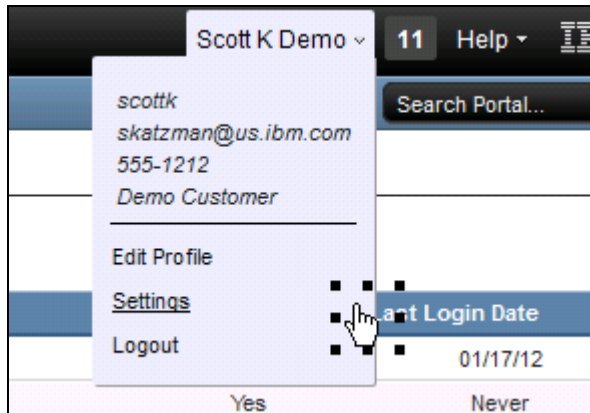 Scott K Demo 11 Help
scottk
skatzman@us.ibm.com
555-1212
Demo Customer
Search Portal...
Edit Profile
Settings
Logout
Last Login Date
01/17/12
Yes Never